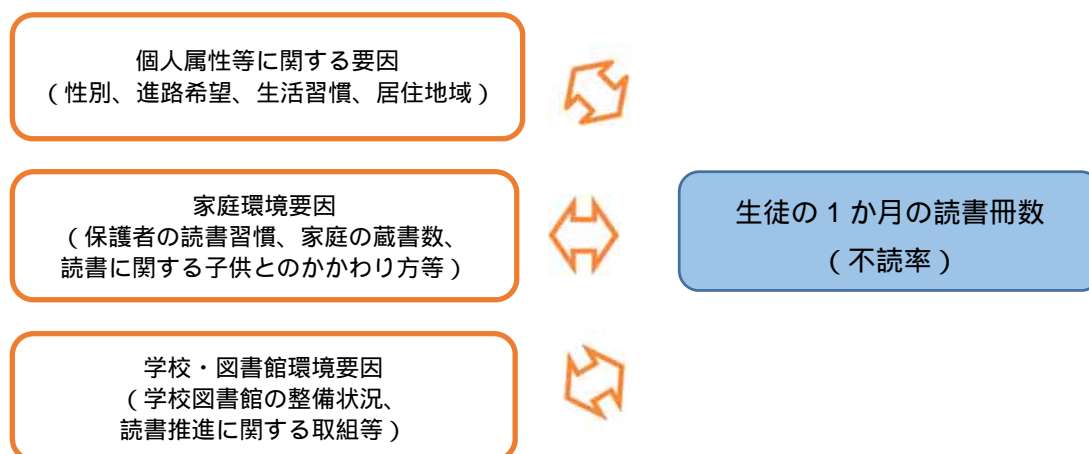 個人属性等に関する要因
（性別、進路希望、生活習慣、居住地域）
家庭環境要因
（保護者の読書習慣、家庭の蔵書数、
読書に関する子供とのかかわり方等）
生徒の１か月の読書冊数
（不読率）
学校・図書館環境要因
（学校図書館の整備状況、
読書推進に関する取組等）